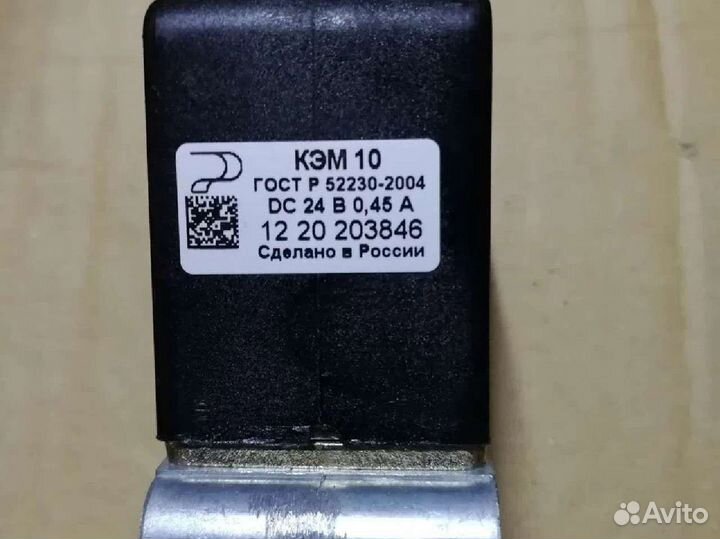 КЭМ 10
ГОСТ Р 52230-2004
DC 24 В 0,45 А
12 20 203846
Сделано в России
Avito